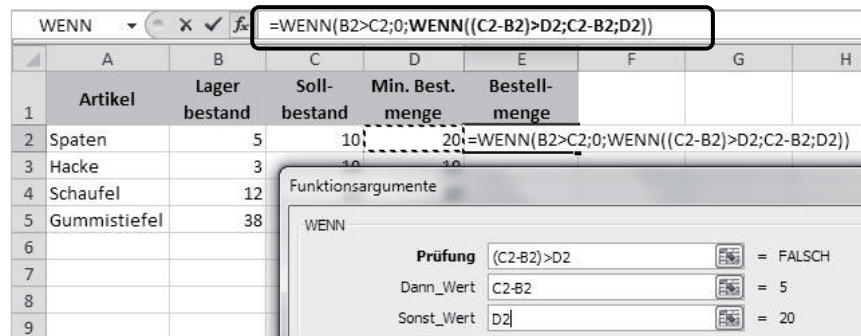 WENN fx =WENN(B2>C2;0;WENN((C2-B2)>D2;C2-B2;D2))
A B C D E F G H
1 Artikel Lager bestand Soll- bestand Min. Best. menge Bestell- menge
2 Spaten 5 10 20 =WENN(B2>C2;0;WENN((C2-B2)>D2;C2-B2;D2))
3 Hacke 3 10 10
4 Schaufel 12
5 Gummistiefel 38
6
7
8
9
Funktionsargumente
WENN
Prüfung (C2-B2)>D2 = FALSCH
Dann_Wert C2-B2 = 5
Sonst_Wert D2 = 20